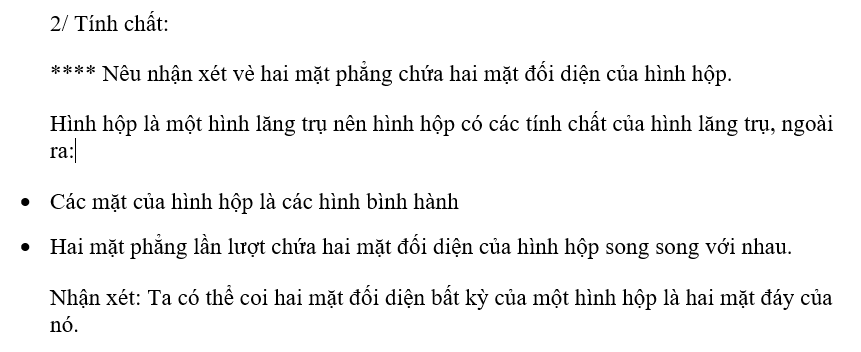 2/ Tính chất:
**** Nêu nhận xét vè hai mặt phẳng chứa hai mặt đối diện của hình hộp.
Hình hộp là một hình lăng trụ nên hình hộp có các tính chất của hình lăng trụ, ngoài
ra:
• Các mặt của hình hộp là các hình bình hành
• Hai mặt phẳng lần lượt chứa hai mặt đối diện của hình hộp song song với nhau.
Nhận xét: Ta có thể coi hai mặt đối diện bất kỳ của một hình hộp là hai mặt đáy của
nó.